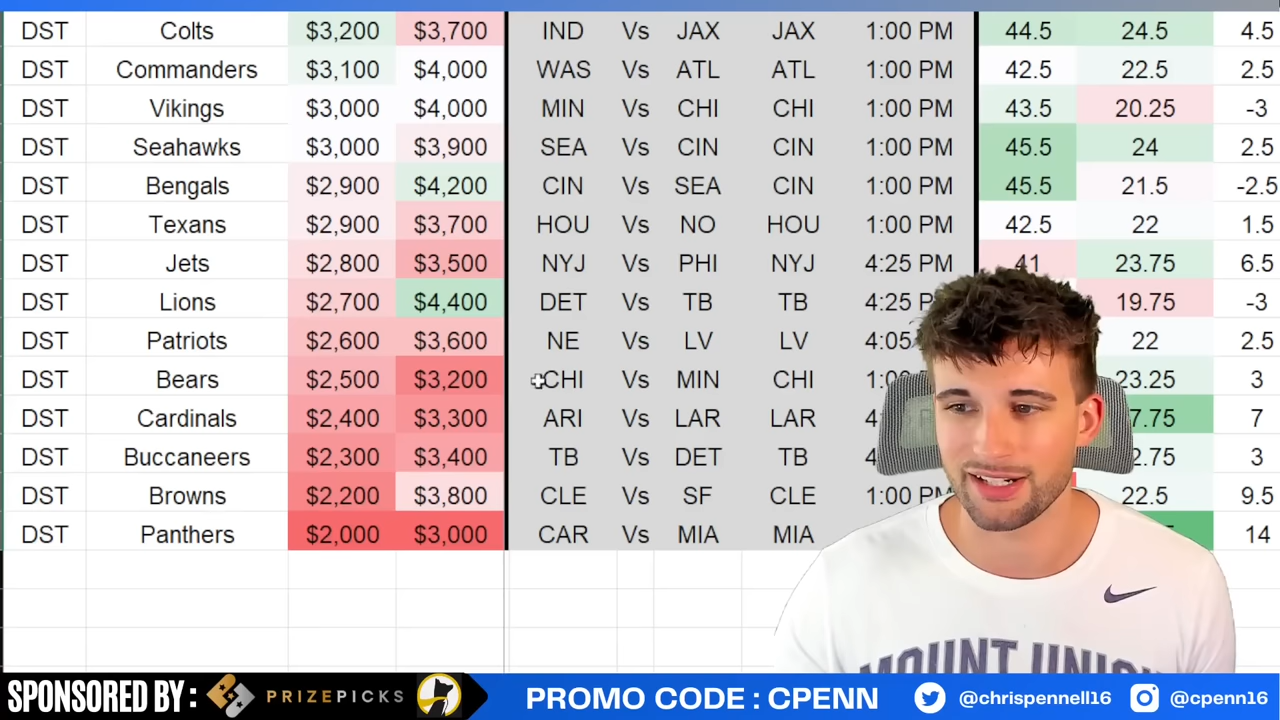 DST Colts $3,200 $3,700 IND Vs JAX JAX 1:00 PM 44.5 24.5 4.5
DST Commanders $3,100 $4,000 WAS Vs ATL ATL 1:00 PM 42.5 22.5 2.5
DST Vikings $3,000 $4,000 MIN Vs CHI CHI 1:00 PM 43.5 20.25 -3
DST Seahawks $3,000 $3,900 SEA Vs CIN CIN 1:00 PM 45.5 24 2.5
DST Bengals $2,900 $4,200 CIN Vs SEA CIN 1:00 PM 45.5 21.5 -2.5
DST Texans $2,900 $3,700 HOU Vs NO HOU 1:00 PM 42.5 22 1.5
DST Jets $2,800 $3,500 NYJ Vs PHI NYJ 4:25 PM 41 23.75 6.5
DST Lions $2,700 $4,400 DET Vs TB TB 4:25 19.75 -3
DST Patriots $2,600 $3,600 NE Vs LV LV 4:05 22 2.5
DST Bears $2,500 $3,200 CHI Vs MIN CHI 23.25 3
DST Cardinals $2,400 $3,300 ARI Vs LAR LAR 7
DST Buccaneers $2,300 $3,400 TB Vs DET TB 3
DST Browns $2,200 $3,800 CLE Vs SF CLE 1:00 PM 22.5 9.5
DST Panthers $2,000 $3,000 CAR Vs MIA MIA 14
MOUNT UNION
SPONSORED BY : PRIZEPICKS PROMO CODE : CPENN @chrispennell16 @cpenn16